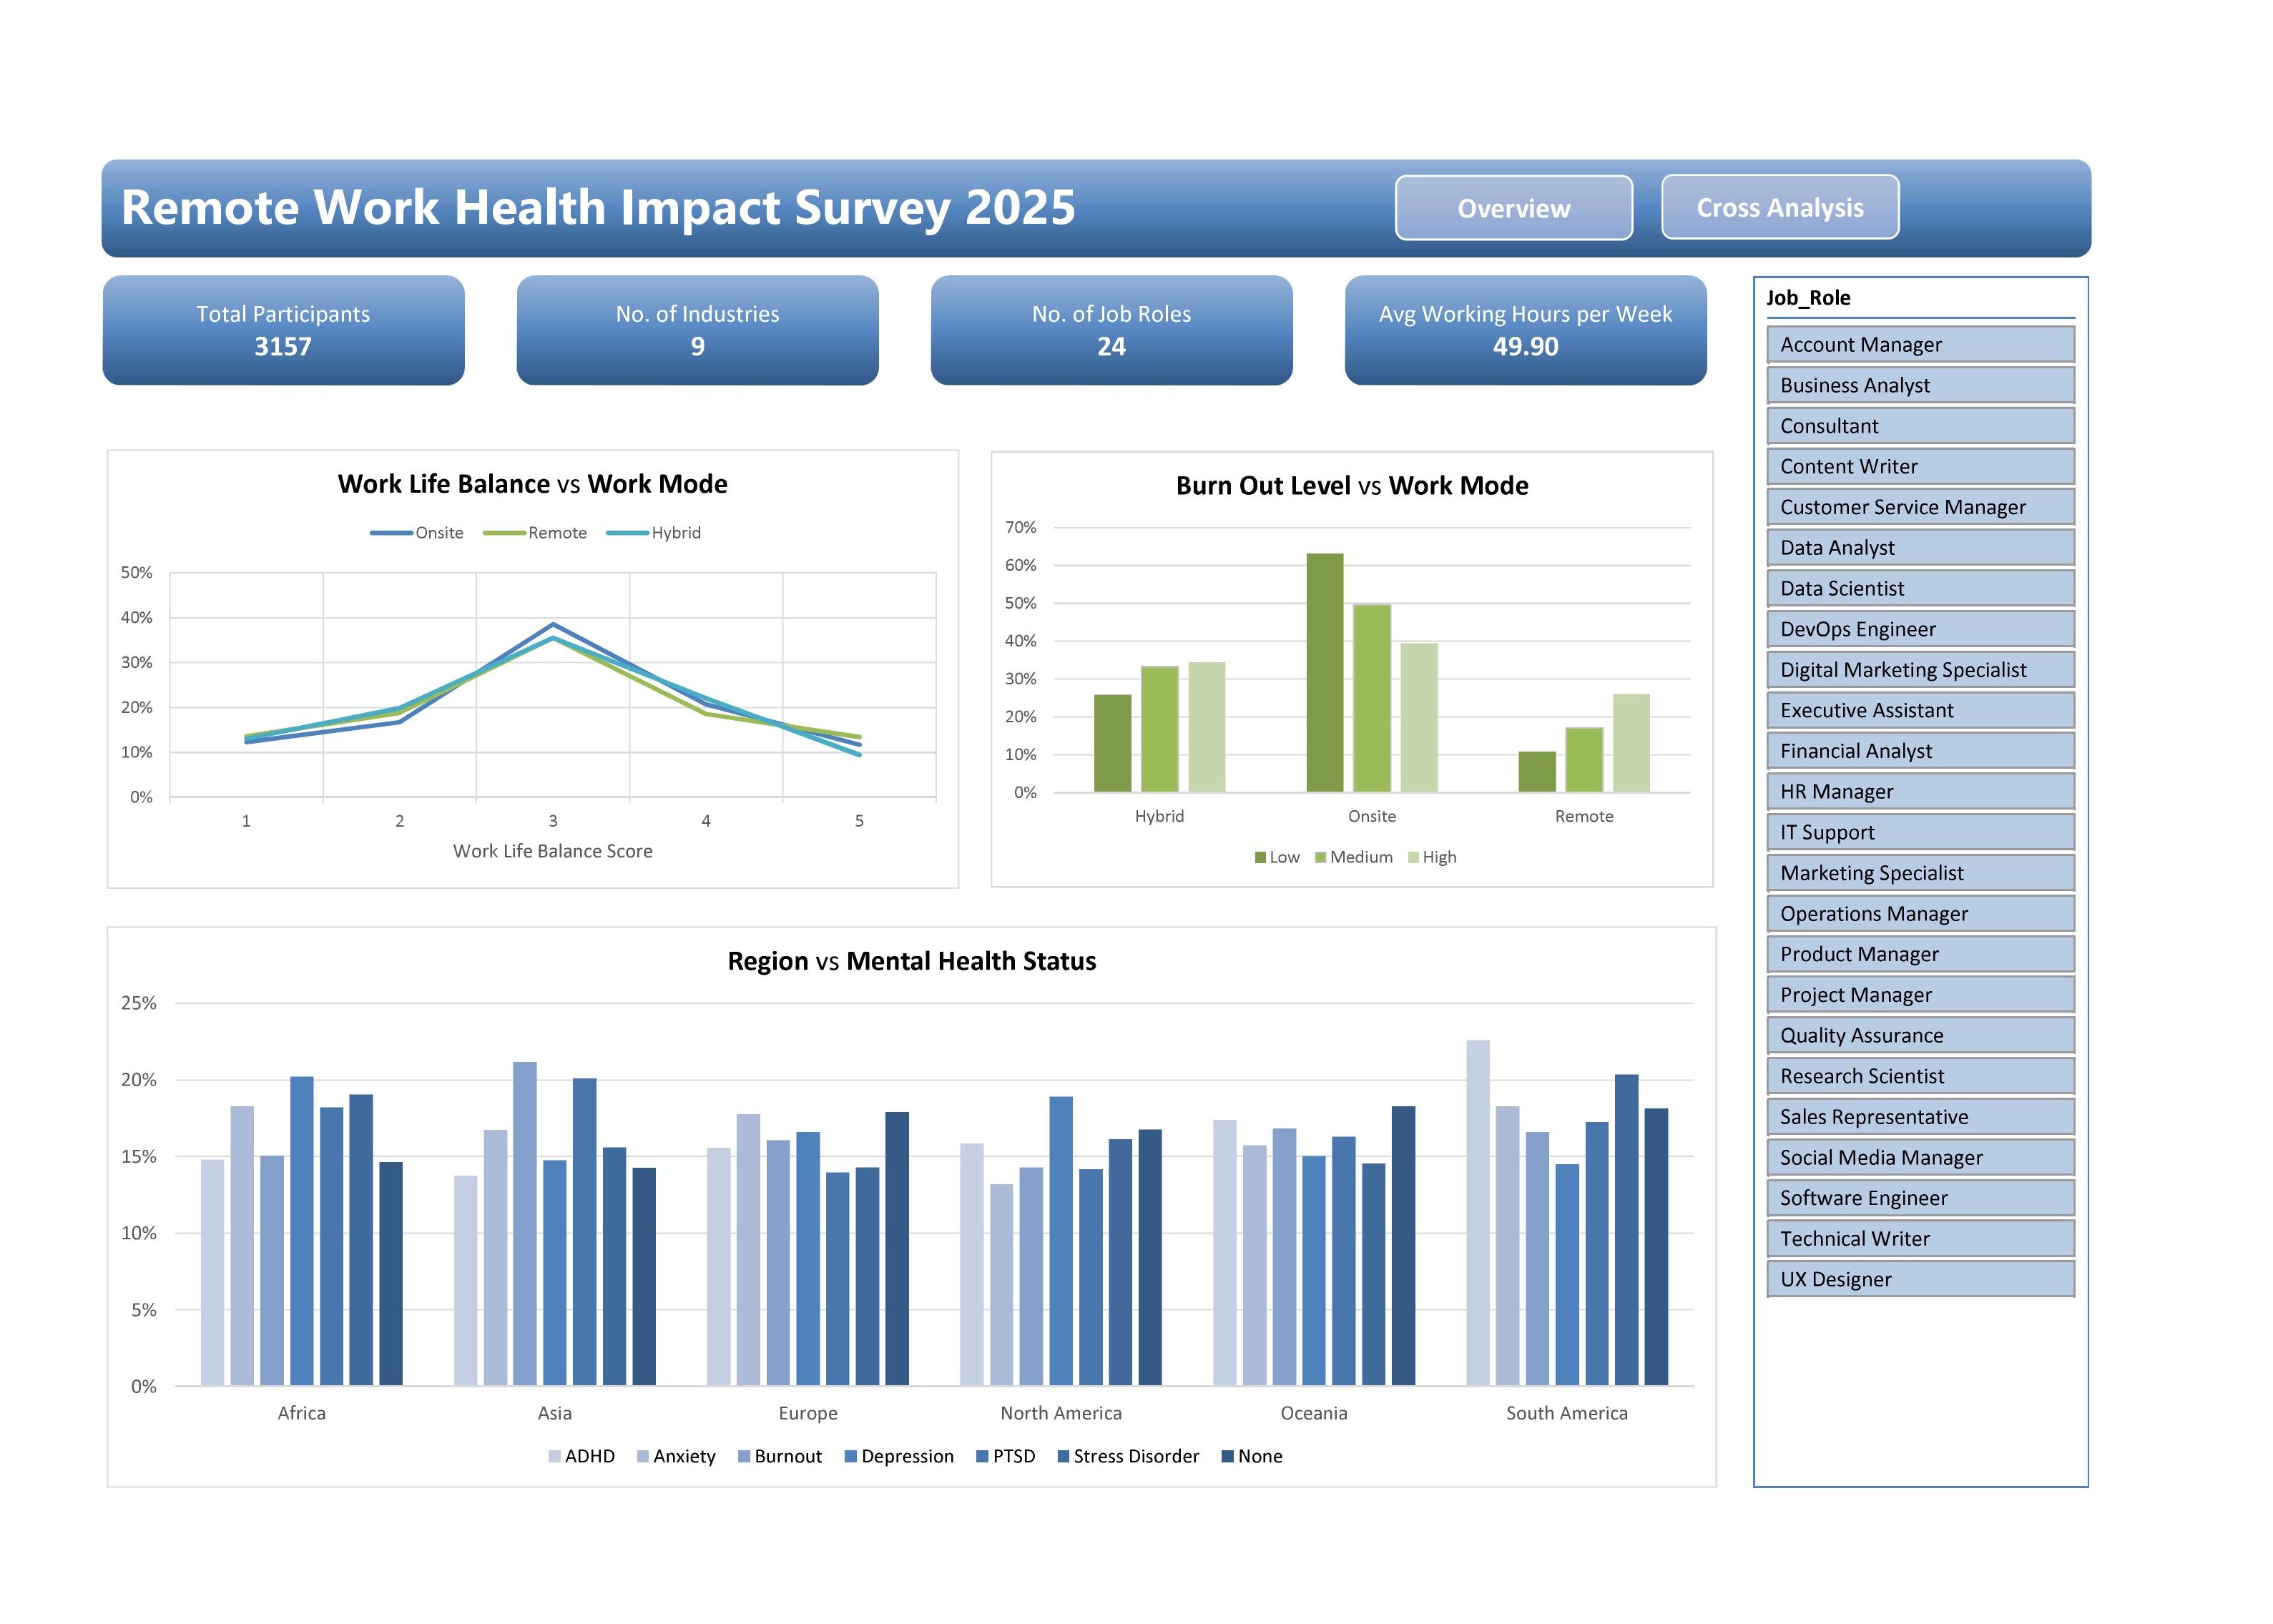 Remote Work Health Impact Survey 2025
Overview
Cross Analysis
Total Participants
3157
No. of Industries
9
No. of Job Roles
24
Avg Working Hours per Week
49.90
Work Life Balance vs Work Mode
Onsite Remote Hybrid
50%
40%
30%
20%
10%
0%
1 2 3 4 5
Work Life Balance Score
Burn Out Level vs Work Mode
70%
60%
50%
40%
30%
20%
10%
0%
Hybrid Onsite Remote
Low Medium High
Region vs Mental Health Status
25%
20%
15%
10%
5%
0%
Africa Asia Europe North America Oceania South America
ADHD Anxiety Burnout Depression PTSD Stress Disorder None
Job_Role
Account Manager
Business Analyst
Consultant
Content Writer
Customer Service Manager
Data Analyst
Data Scientist
DevOps Engineer
Digital Marketing Specialist
Executive Assistant
Financial Analyst
HR Manager
IT Support
Marketing Specialist
Operations Manager
Product Manager
Project Manager
Quality Assurance
Research Scientist
Sales Representative
Social Media Manager
Software Engineer
Technical Writer
UX Designer